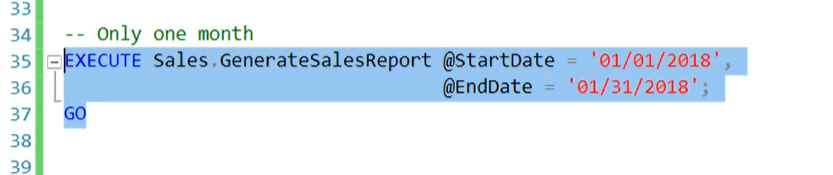 33
34 -- Only one month
35 EXECUTE Sales.GenerateSalesReport @StartDate = '01/01/2018',
36 @EndDate = '01/31/2018';
37 GO
38
39